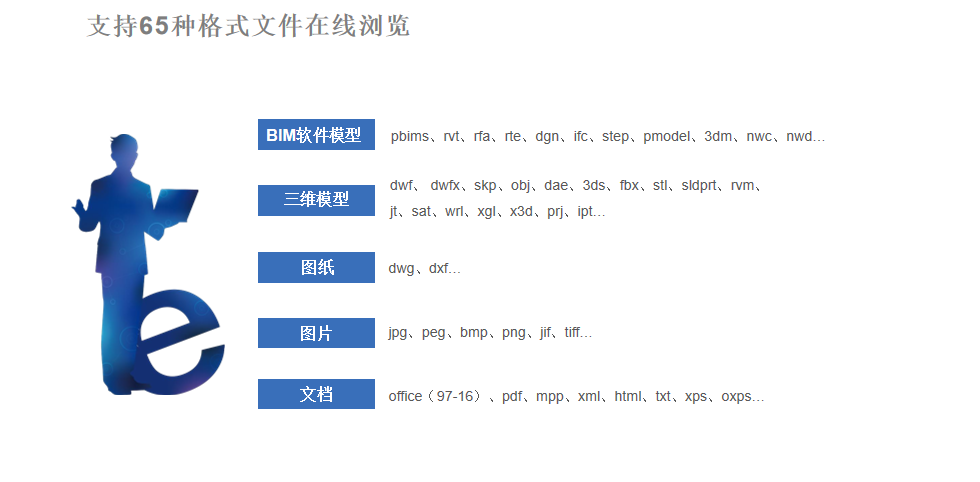 支持65种格式文件在线浏览
BIM软件模型 pbims、rvt、rfa、rte、dgn、ifc、step、pmodel、3dm、nwc、nwd...
三维模型 dwf、 dwfx、skp、obj、dae、3ds、fbx、stl、sldprt、rvm、
jt、sat、wrl、xgl、x3d、prj、ipt...
图纸 dwg、dxf...
图片 jpg、peg、bmp、png、jif、tiff...
文档 office（97-16）、pdf、mpp、xml、html、txt、xps、oxps...